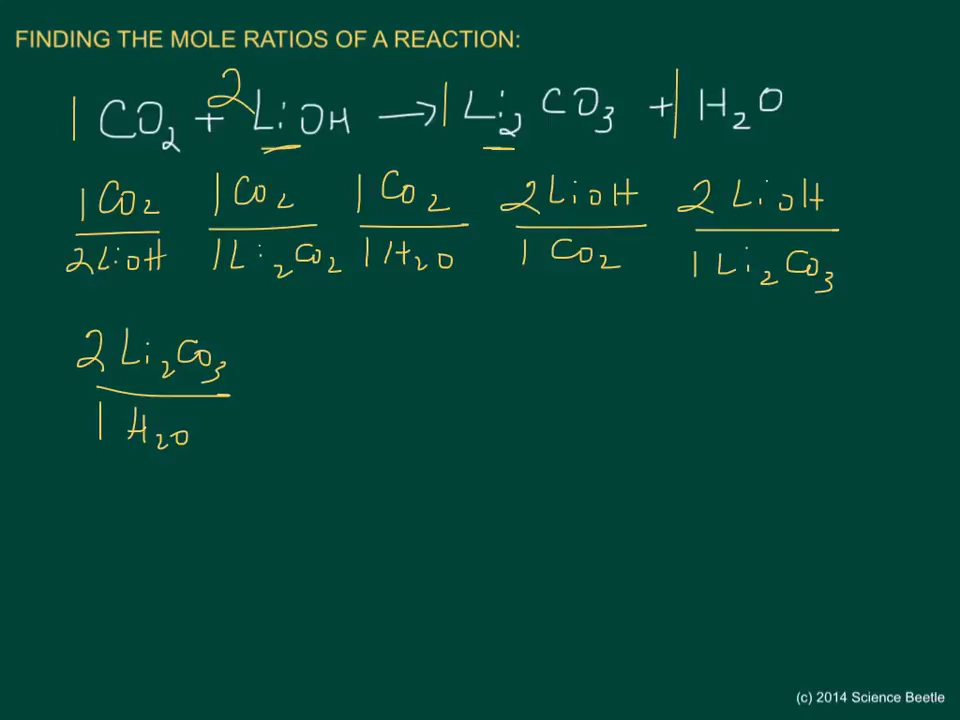 FINDING THE MOLE RATIOS OF A REACTION:
1 CO₂ + 2 LiOH → 1 Li₂ CO₃ + 1 H₂O
1 CO₂ 1 CO₂ 1 CO₂ 2 LiOH 2 LiOH
2 LiOH 1 Li₂CO₂ 1 H₂O 1 CO₂ 1 Li₂CO₃
2 Li₂CO₃
1 H₂O
(c) 2014 Science Beetle